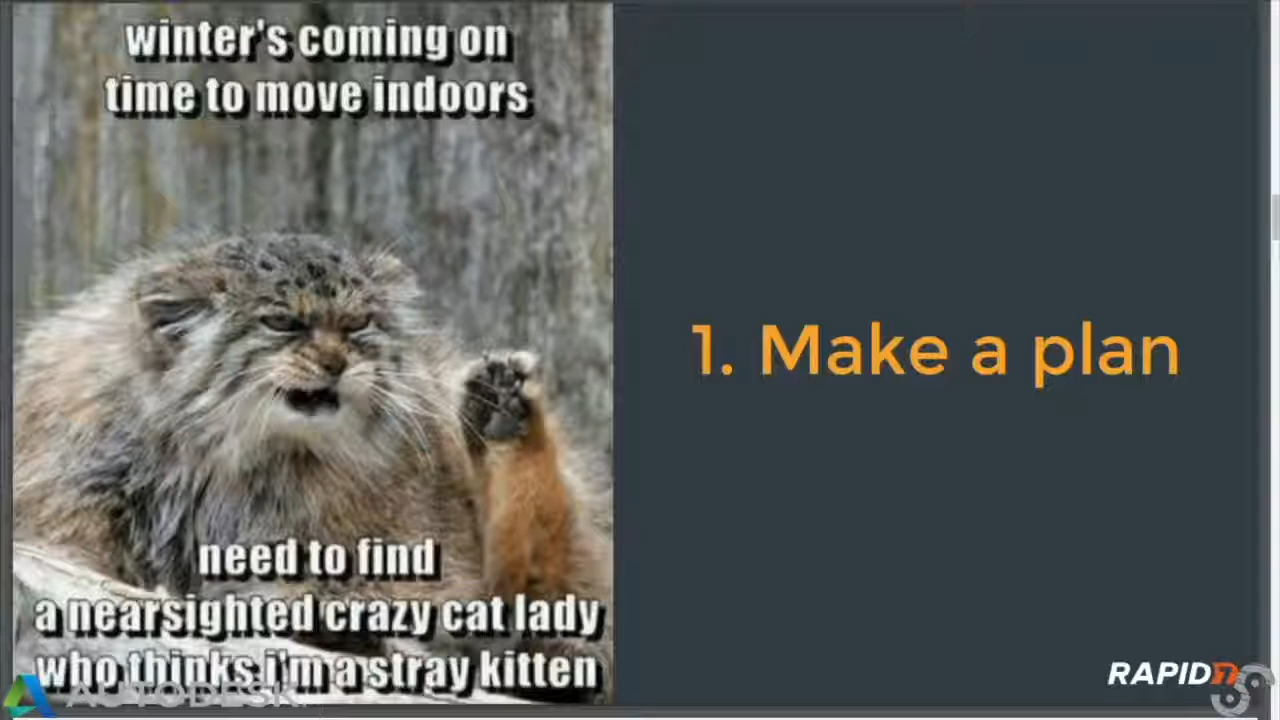 winter's coming on
time to move indoors
need to find
a nearsighted crazy cat lady
who thinks i'm a stray kitten
1. Make a plan
RAPID7
AUTODESK.